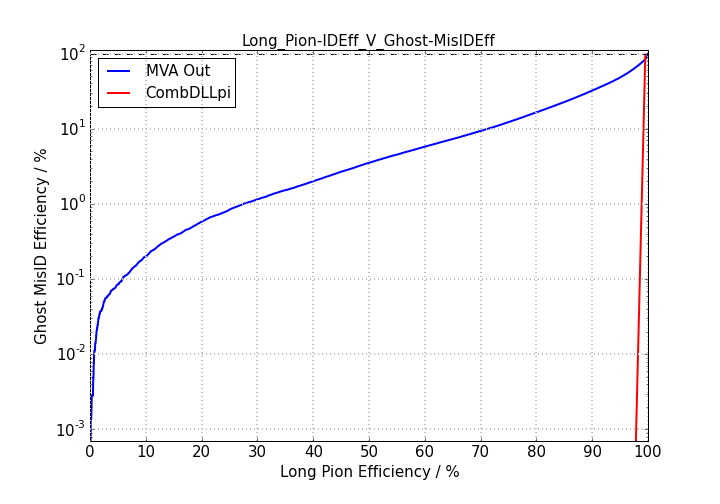 Long_Pion-IDEff_V_Ghost-MisIDEff
MVA Out
CombDLLpi
Ghost MisID Efficiency / %
10^2
10^1
10^0
10^-1
10^-2
10^-3
0 10 20 30 40 50 60 70 80 90 100
Long Pion Efficiency / %